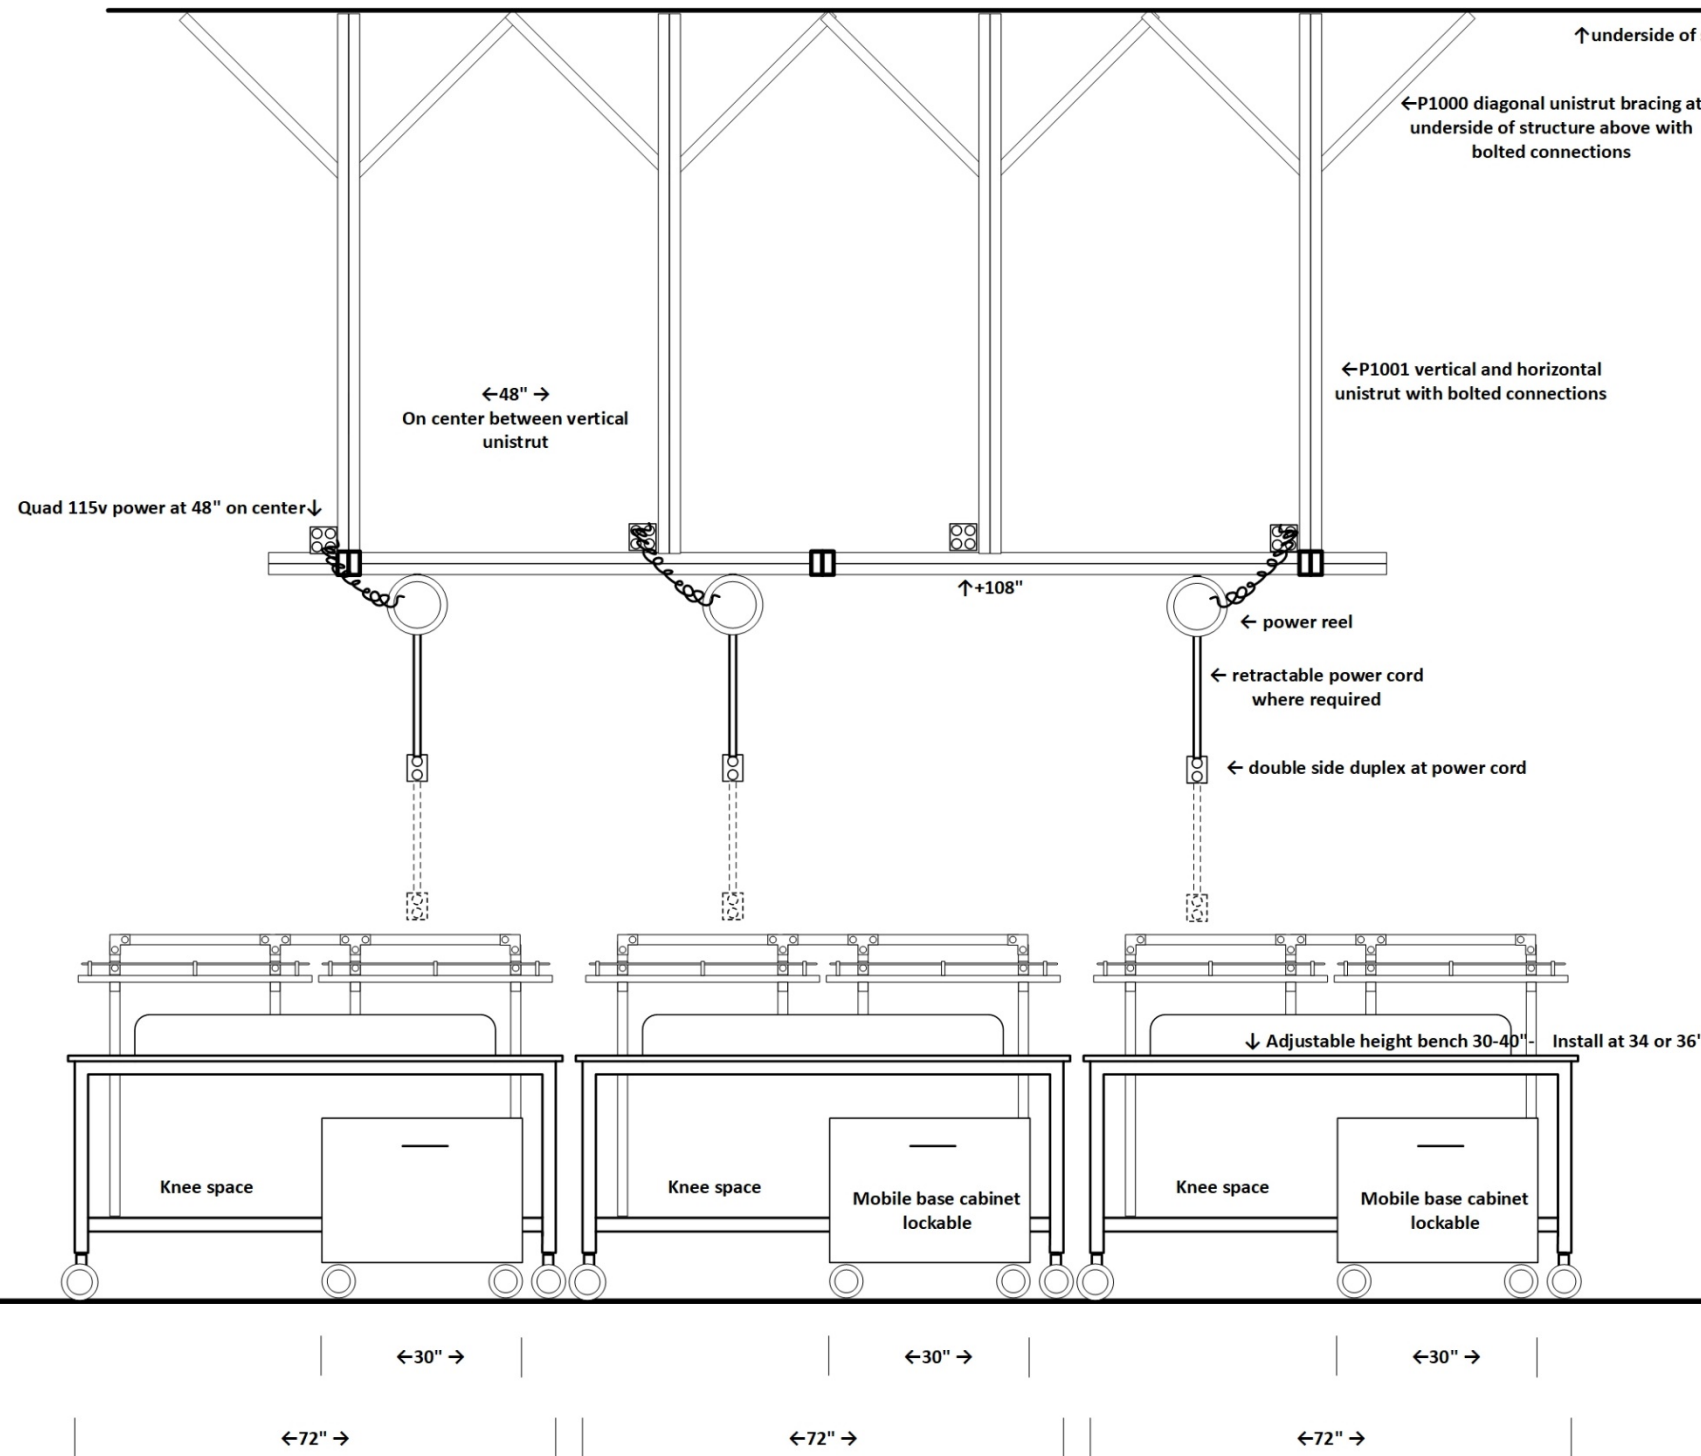 ↑underside of
←P1000 diagonal unistrut bracing at
underside of structure above with
bolted connections
←P1001 vertical and horizontal
unistrut with bolted connections
←48" →
On center between vertical
unistrut
Quad 115v power at 48" on center↓
↑+108"
← power reel
← retractable power cord
where required
← double side duplex at power cord
↓ Adjustable height bench 30-40"- Install at 34 or 36"
Knee space
Knee space
Mobile base cabinet
lockable
Knee space
Mobile base cabinet
lockable
←30" →
←30" →
←30" →
←72" →
←72" →
←72" →